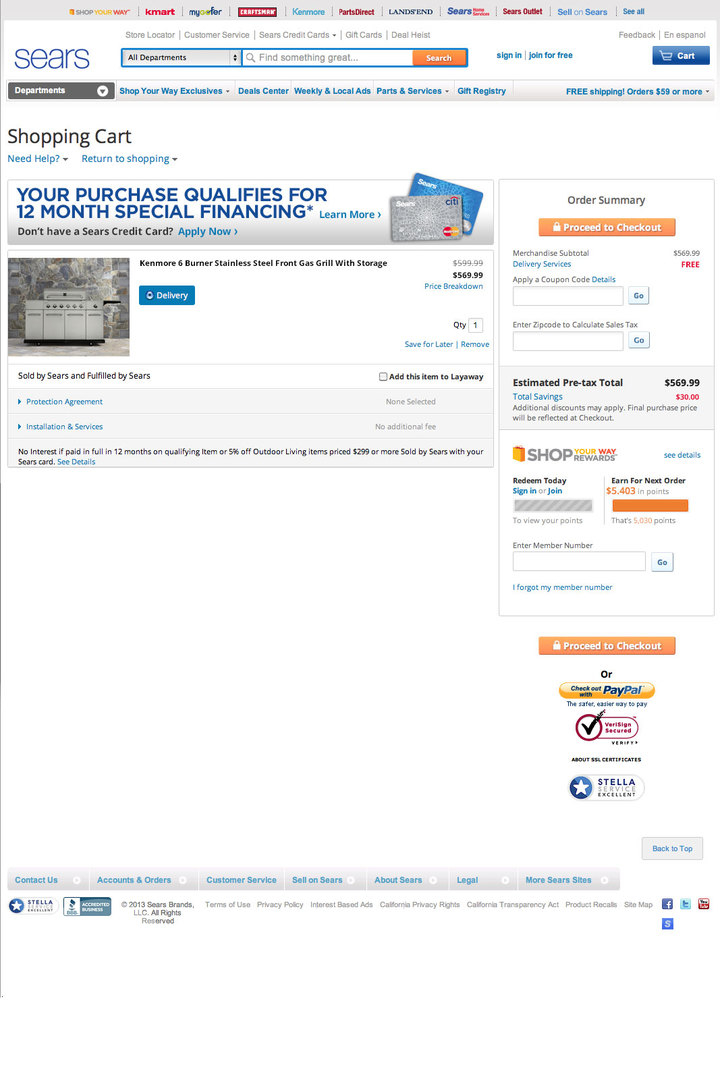 SHOP YOUR WAY kmart mygofer CRAFTSMAN Kenmore PartsDirect LANDS'END Sears Home Services Sears Outlet Sell on Sears See all
Store Locator | Customer Service | Sears Credit Cards | Gift Cards | Deal Heist
Feedback | En espanol
sears
All Departments
Find something great...
Search
sign in | join for free
Cart
Departments
Shop Your Way Exclusives Deals Center Weekly & Local Ads Parts & Services Gift Registry
FREE shipping! Orders $59 or more
Shopping Cart
Need Help? Return to shopping
YOUR PURCHASE QUALIFIES FOR
12 MONTH SPECIAL FINANCING* Learn More ›
Don't have a Sears Credit Card? Apply Now ›
Sears
Sears
citi
MasterCard
Kenmore 6 Burner Stainless Steel Front Gas Grill With Storage
$599.99
$569.99
Price Breakdown
Delivery
Qty 1
Save for Later | Remove
Sold by Sears and Fulfilled by Sears
Add this item to Layaway
Protection Agreement
None Selected
Installation & Services
No additional fee
No Interest if paid in full in 12 months on qualifying Item or 5% off Outdoor Living items priced $299 or more Sold by Sears with your
Sears card. See Details
Order Summary
Proceed to Checkout
Merchandise Subtotal $569.99
Delivery Services FREE
Apply a Coupon Code Details
Go
Enter Zipcode to Calculate Sales Tax
Go
Estimated Pre-tax Total $569.99
Total Savings $30.00
Additional discounts may apply. Final purchase price
will be reflected at Checkout.
SHOP YOUR WAY REWARDS
see details
Redeem Today
Sign in or Join
To view your points
Earn For Next Order
$5.403 in points
That's 5,030 points
Enter Member Number
Go
I forgot my member number
Proceed to Checkout
Or
Check out with PayPal
The safer, easier way to pay
VeriSign
Secured
VERIFY
ABOUT SSL CERTIFICATES
STELLA
SERVICE
EXCELLENT
Back to Top
Contact Us Accounts & Orders Customer Service Sell on Sears About Sears Legal More Sears Sites
STELLA
SERVICE
EXCELLENT
BBB
ACCREDITED
BUSINESS
© 2013 Sears Brands,
LLC. All Rights
Reserved
Terms of Use Privacy Policy Interest Based Ads California Privacy Rights California Transparency Act Product Recalls Site Map